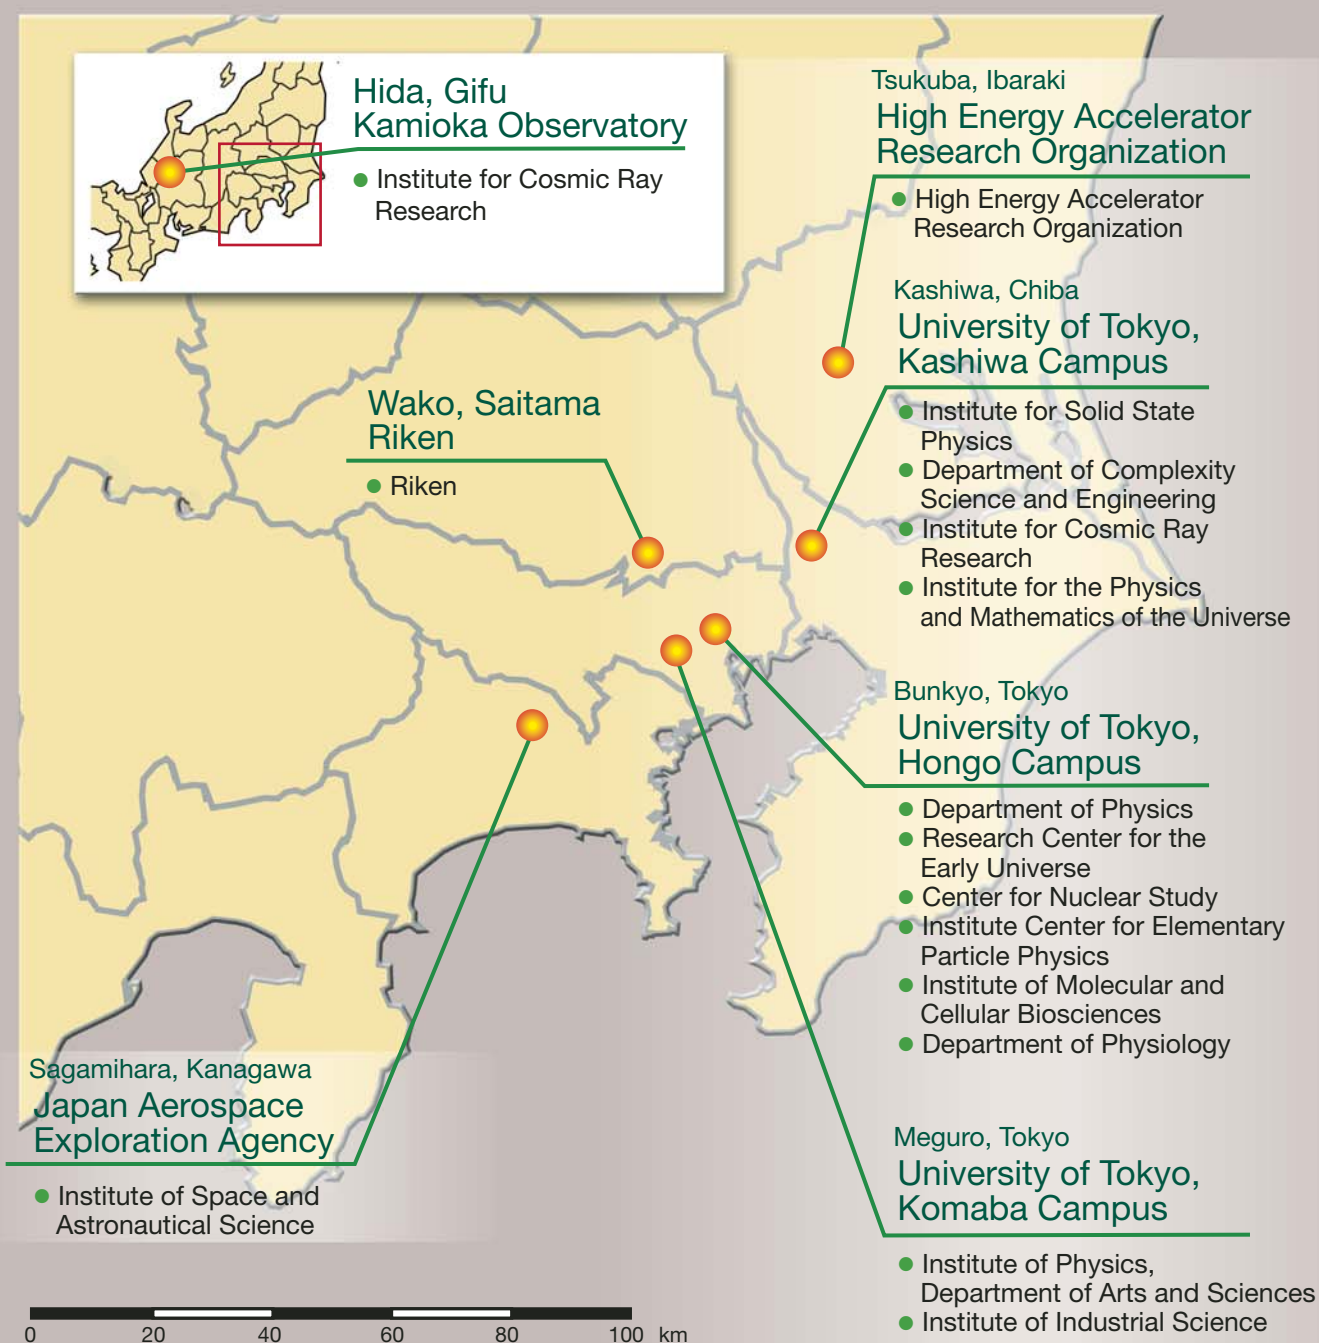 Hida, Gifu
Kamioka Observatory
Institute for Cosmic Ray
Research
Tsukuba, Ibaraki
High Energy Accelerator
Research Organization
High Energy Accelerator
Research Organization
Kashiwa, Chiba
University of Tokyo,
Kashiwa Campus
Institute for Solid State
Physics
Department of Complexity
Science and Engineering
Institute for Cosmic Ray
Research
Institute for the Physics
and Mathematics of the Universe
Wako, Saitama
Riken
Riken
Bunkyo, Tokyo
University of Tokyo,
Hongo Campus
Department of Physics
Research Center for the
Early Universe
Center for Nuclear Study
Institute Center for Elementary
Particle Physics
Institute of Molecular and
Cellular Biosciences
Department of Physiology
Sagamihara, Kanagawa
Japan Aerospace
Exploration Agency
Institute of Space and
Astronautical Science
Meguro, Tokyo
University of Tokyo,
Komaba Campus
Institute of Physics,
Department of Arts and Sciences
Institute of Industrial Science
0 20 40 60 80 100 km